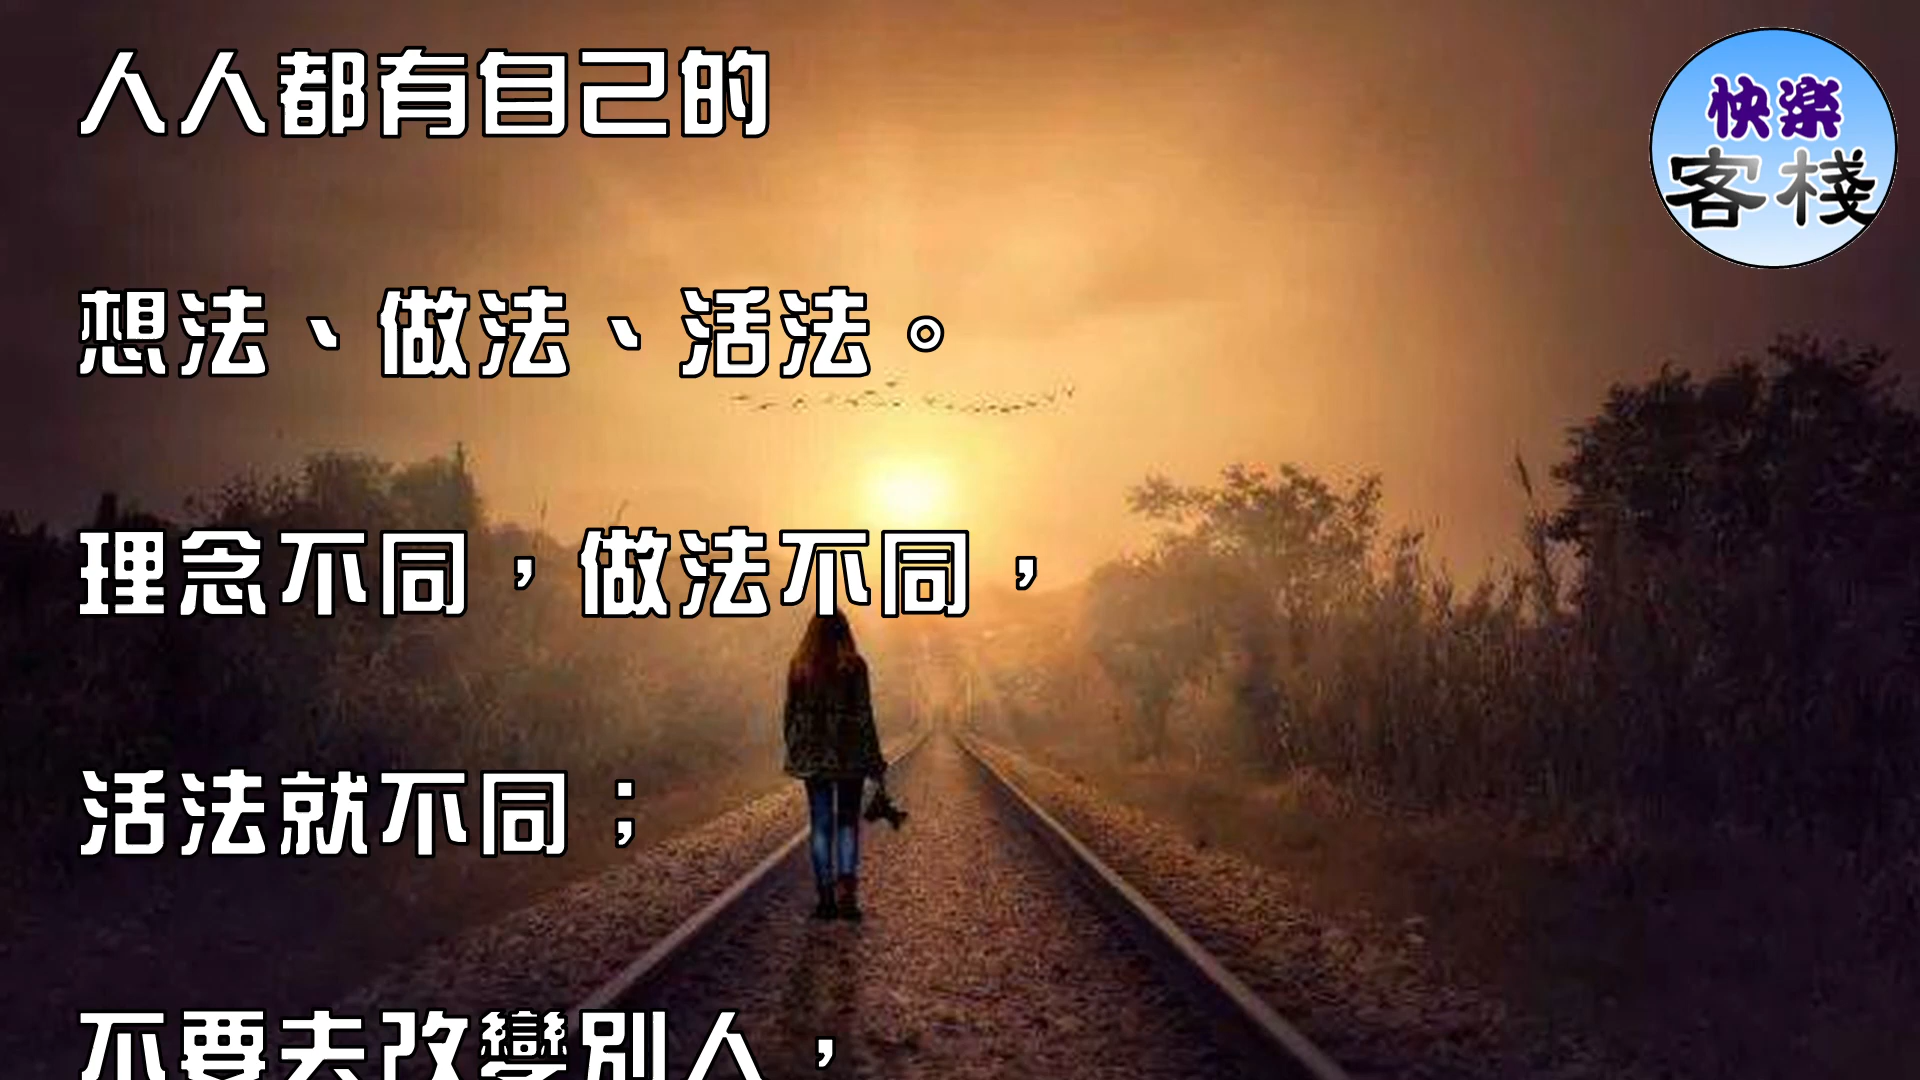 人人都有自己的
想法、做法、活法。
理念不同，做法不同，
活法就不同；
不要去改變別人，
快樂
客棧